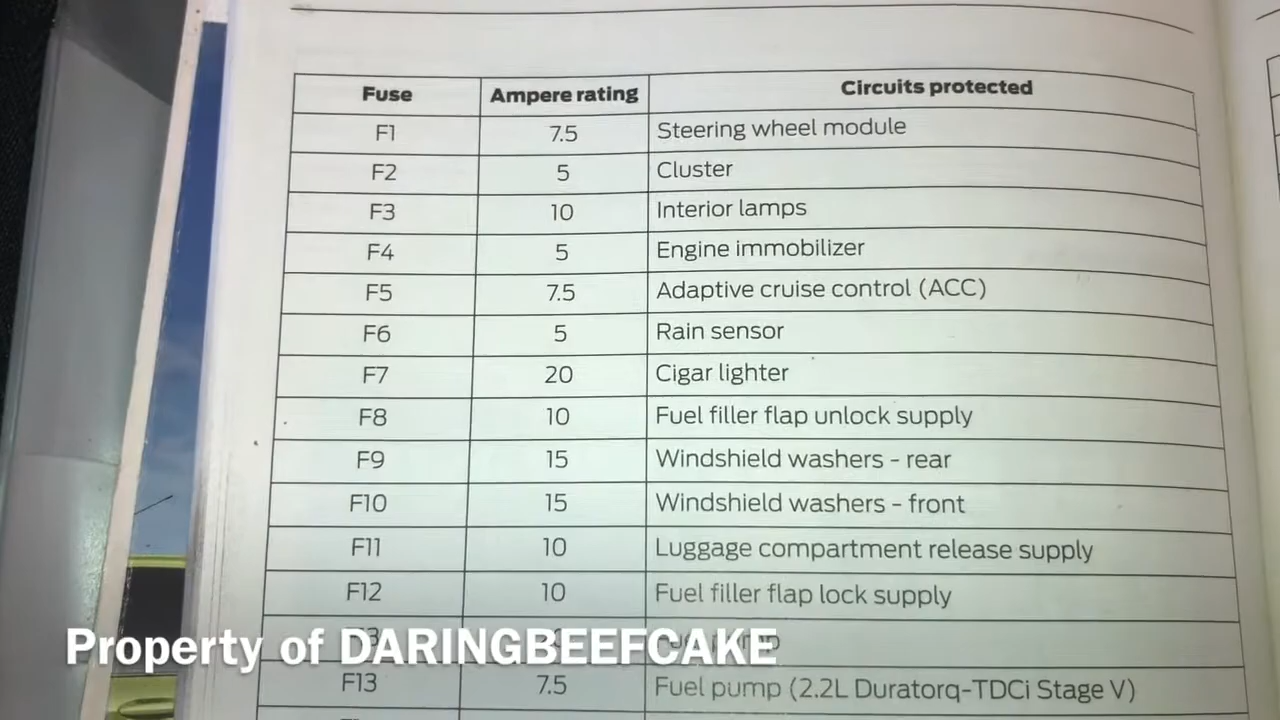 Fuse Ampere rating Circuits protected
F1 7.5 Steering wheel module
F2 5 Cluster
F3 10 Interior lamps
F4 5 Engine immobilizer
F5 7.5 Adaptive cruise control (ACC)
F6 5 Rain sensor
F7 20 Cigar lighter
F8 10 Fuel filler flap unlock supply
F9 15 Windshield washers - rear
F10 15 Windshield washers - front
F11 10 Luggage compartment release supply
F12 10 Fuel filler flap lock supply
Property of DARINGBEEFCAKE
F13 7.5 Fuel pump (2.2L Duratorq-TDCi Stage V)